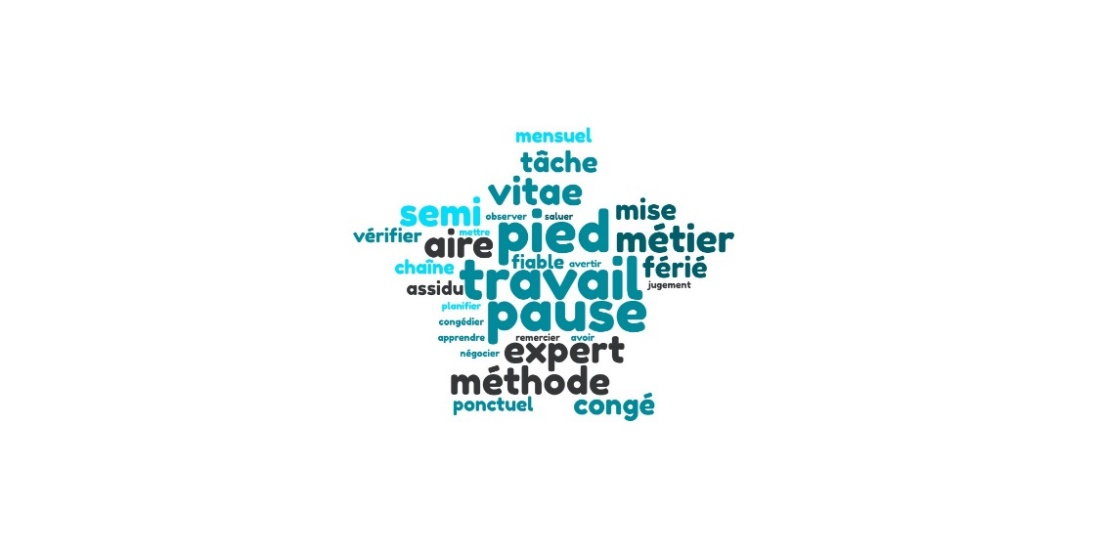 mensuel
tâche
vitae
semi
observer
saluer
mise
vérifier
aire
mettre
pied
métier
chaîne
fiable
avertir
férié
assidu
travail
jugement
planifier
pause
congédier
apprendre
remercier
avoir
négocier
expert
méthode
ponctuel
congé